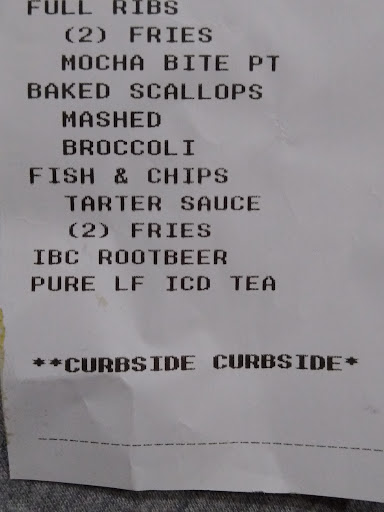 FULL RIBS
(2) FRIES
MOCHA BITE PT
BAKED SCALLOPS
MASHED
BROCCOLI
FISH & CHIPS
TARTER SAUCE
(2) FRIES
IBC ROOTBEER
PURE LF ICD TEA
**CURBSIDE CURBSIDE*